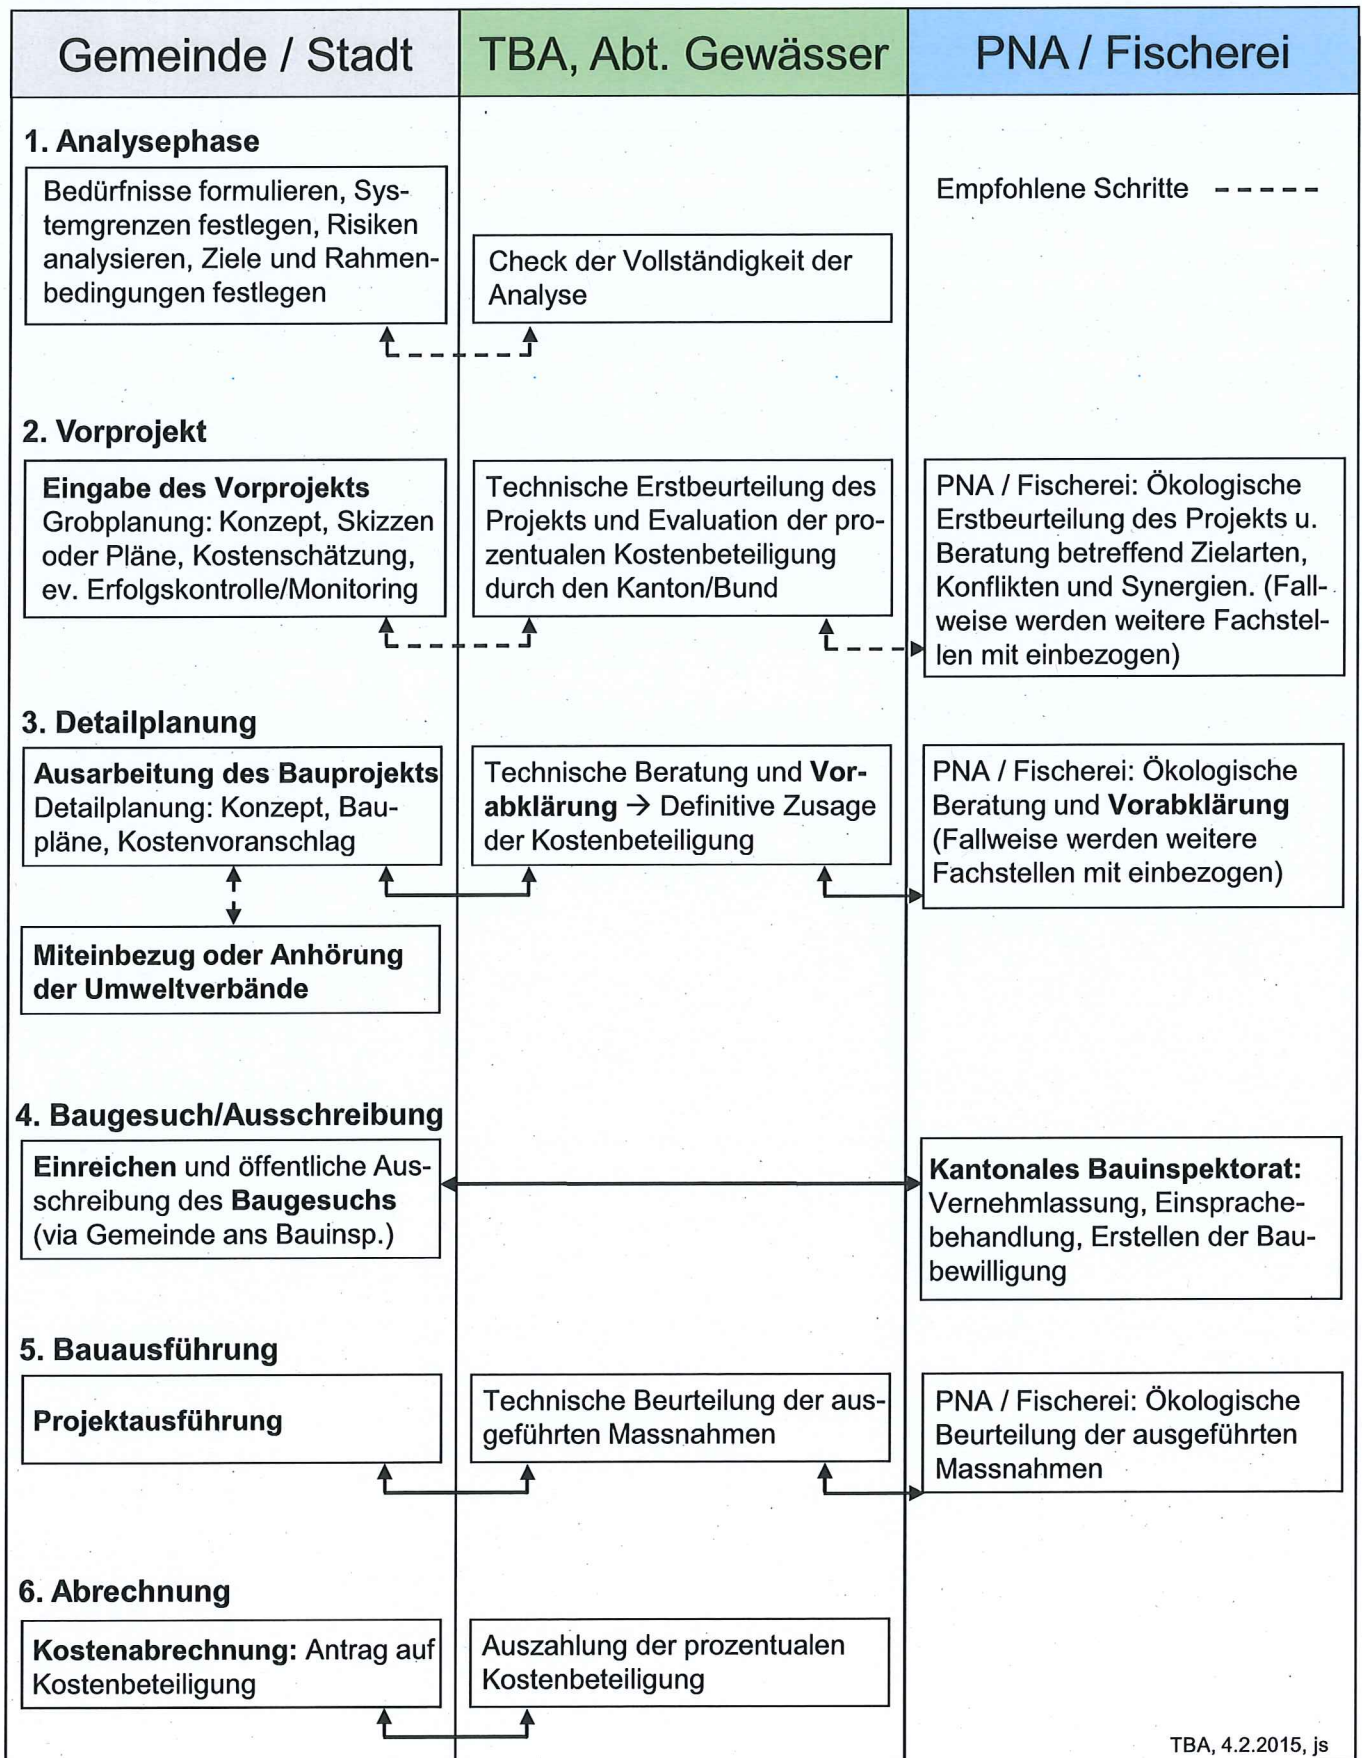 Gemeinde / Stadt
TBA, Abt. Gewässer
PNA / Fischerei
1. Analysephase
Bedürfnisse formulieren, Sys-
temgrenzen festlegen, Risiken
analysieren, Ziele und Rahmen-
bedingungen festlegen
Check der Vollständigkeit der
Analyse
Empfohlene Schritte
2. Vorprojekt
Eingabe des Vorprojekts
Grobplanung: Konzept, Skizzen
oder Pläne, Kostenschätzung,
ev. Erfolgskontrolle/Monitoring
Technische Erstbeurteilung des
Projekts und Evaluation der pro-
zentualen Kostenbeteiligung
durch den Kanton/Bund
PNA / Fischerei: Ökologische
Erstbeurteilung des Projekts u.
Beratung betreffend Zielarten,
Konflikten und Synergien. (Fall-
weise werden weitere Fachstel-
len mit einbezogen)
3. Detailplanung
Ausarbeitung des Bauprojekts
Detailplanung: Konzept, Bau-
pläne, Kostenvoranschlag
Technische Beratung und Vor-
abklärung → Definitive Zusage
der Kostenbeteiligung
PNA / Fischerei: Ökologische
Beratung und Vorabklärung
(Fallweise werden weitere
Fachstellen mit einbezogen)
Miteinbezug oder Anhörung
der Umweltverbände
4. Baugesuch/Ausschreibung
Einreichen und öffentliche Aus-
schreibung des Baugesuchs
(via Gemeinde ans Bauinsp.)
Kantonales Bauinspektorat:
Vernehmlassung, Einsprache-
behandlung, Erstellen der Bau-
bewilligung
5. Bauausführung
Projektausführung
Technische Beurteilung der aus-
geführten Massnahmen
PNA / Fischerei: Ökologische
Beurteilung der ausgeführten
Massnahmen
6. Abrechnung
Kostenabrechnung: Antrag auf
Kostenbeteiligung
Auszahlung der prozentualen
Kostenbeteiligung
TBA, 4.2.2015, js